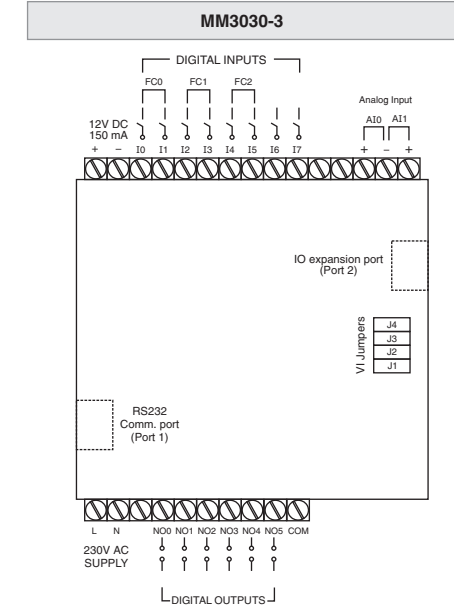 MM3030-3
DIGITAL INPUTS
FC0 FC1 FC2
Analog Input
AI0 AI1
12V DC
150 mA
+ – I0 I1 I2 I3 I4 I5 I6 I7 + – +
IO expansion port
(Port 2)
VI Jumpers
J4
J3
J2
J1
RS232
Comm. port
(Port 1)
L N NO0 NO1 NO2 NO3 NO4 NO5 COM
230V AC
SUPPLY
DIGITAL OUTPUTS